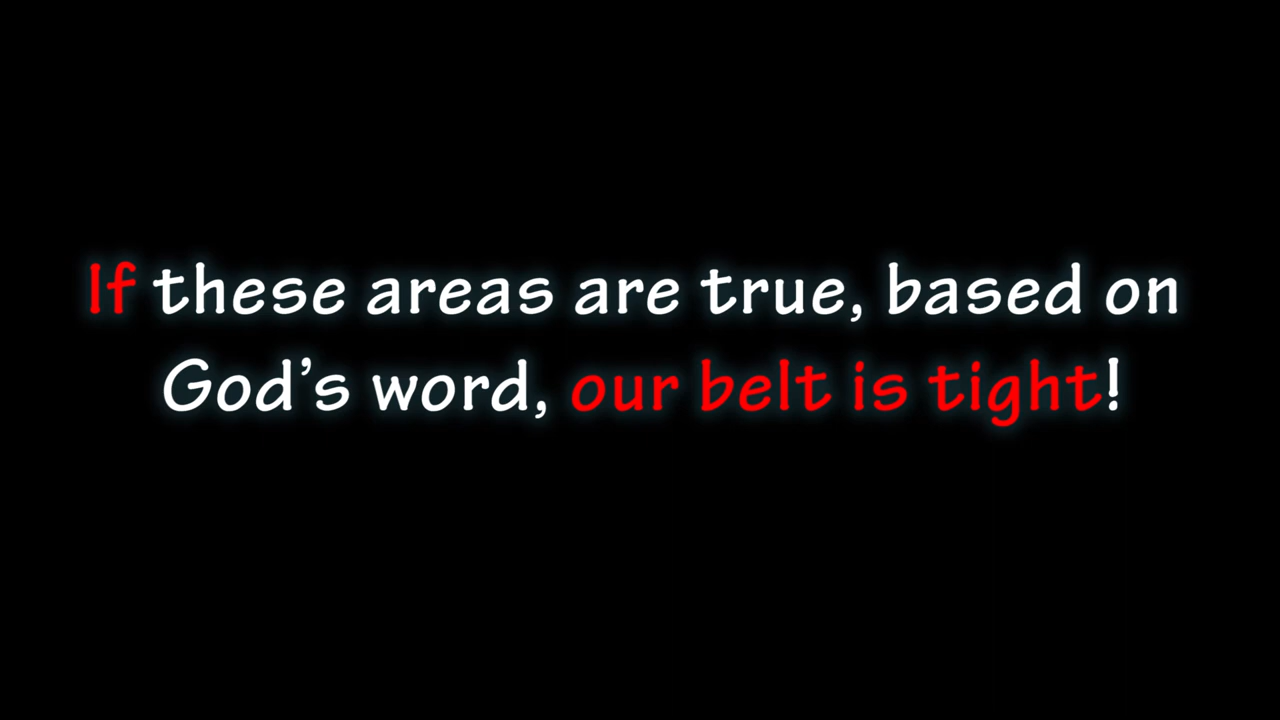 If these areas are true, based on
God’s word, our belt is tight!